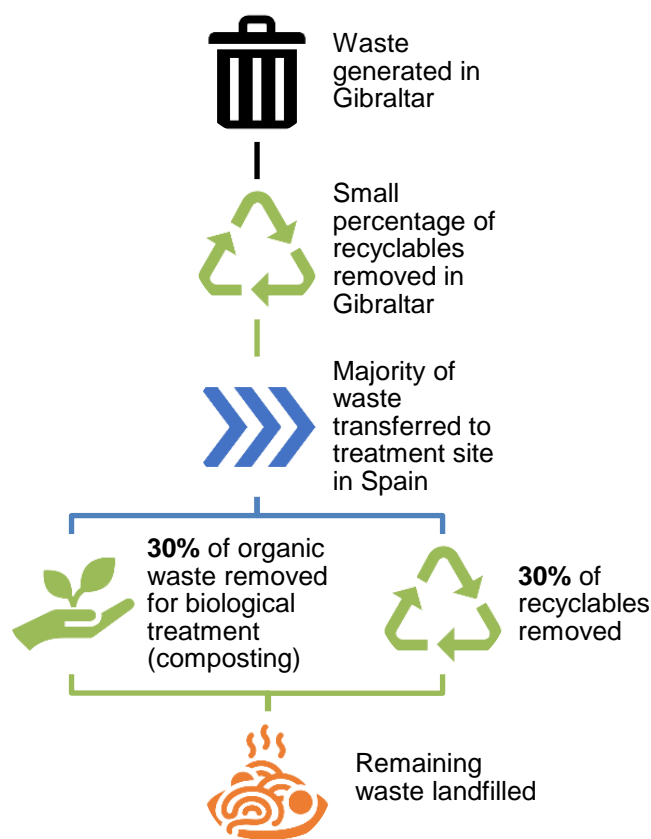 Waste
generated in
Gibraltar
Small
percentage of
recyclables
removed in
Gibraltar
Majority of
waste
transferred to
treatment site
in Spain
30% of organic
waste removed
for biological
treatment
(composting)
30% of
recyclables
removed
Remaining
waste landfilled